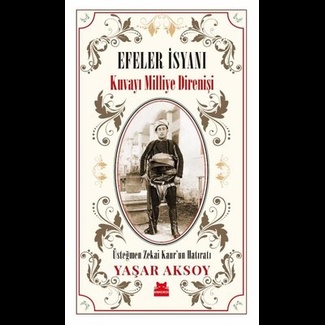 EFELER İSYANI
Kuvayı Milliye Direnişi
Üsteğmen Zekai Kaur'un Hatıratı
YAŞAR AKSOY